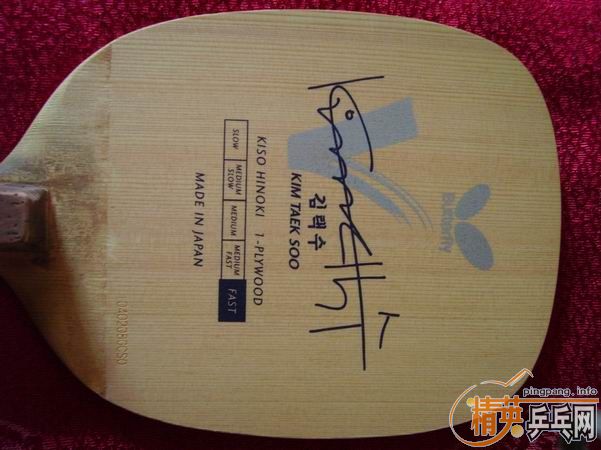 Butterfly
김택수
KIM TAEK SOO
KISO HINOKI 1-PLYWOOD
SLOW MEDIUM SLOW MEDIUM MEDIUM FAST FAST
MADE IN JAPAN
pingpang.info
精英乒乓网